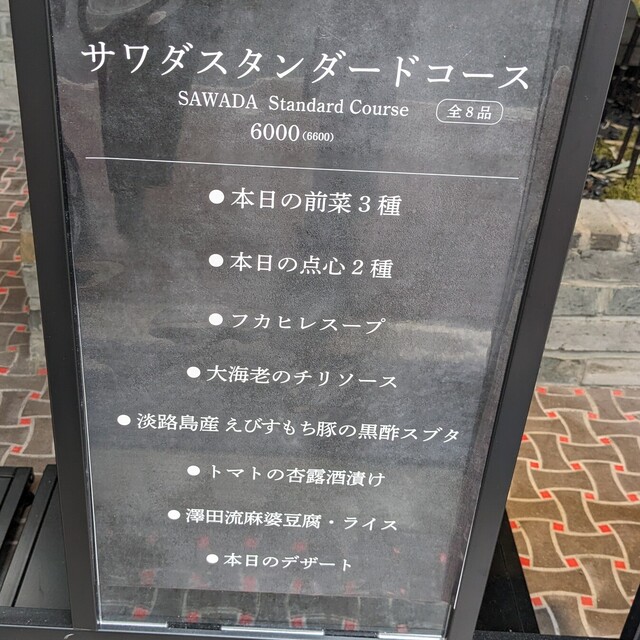 サワダスタンダードコース
SAWADA Standard Course 全8品
6000(6600)
●本日の前菜3種
●本日の点心2種
●フカヒレスープ
●大海老のチリソース
●淡路島産 えびすもち豚の黒酢スブタ
●トマトの杏露酒漬け
●澤田流麻婆豆腐・ライス
●本日のデザート